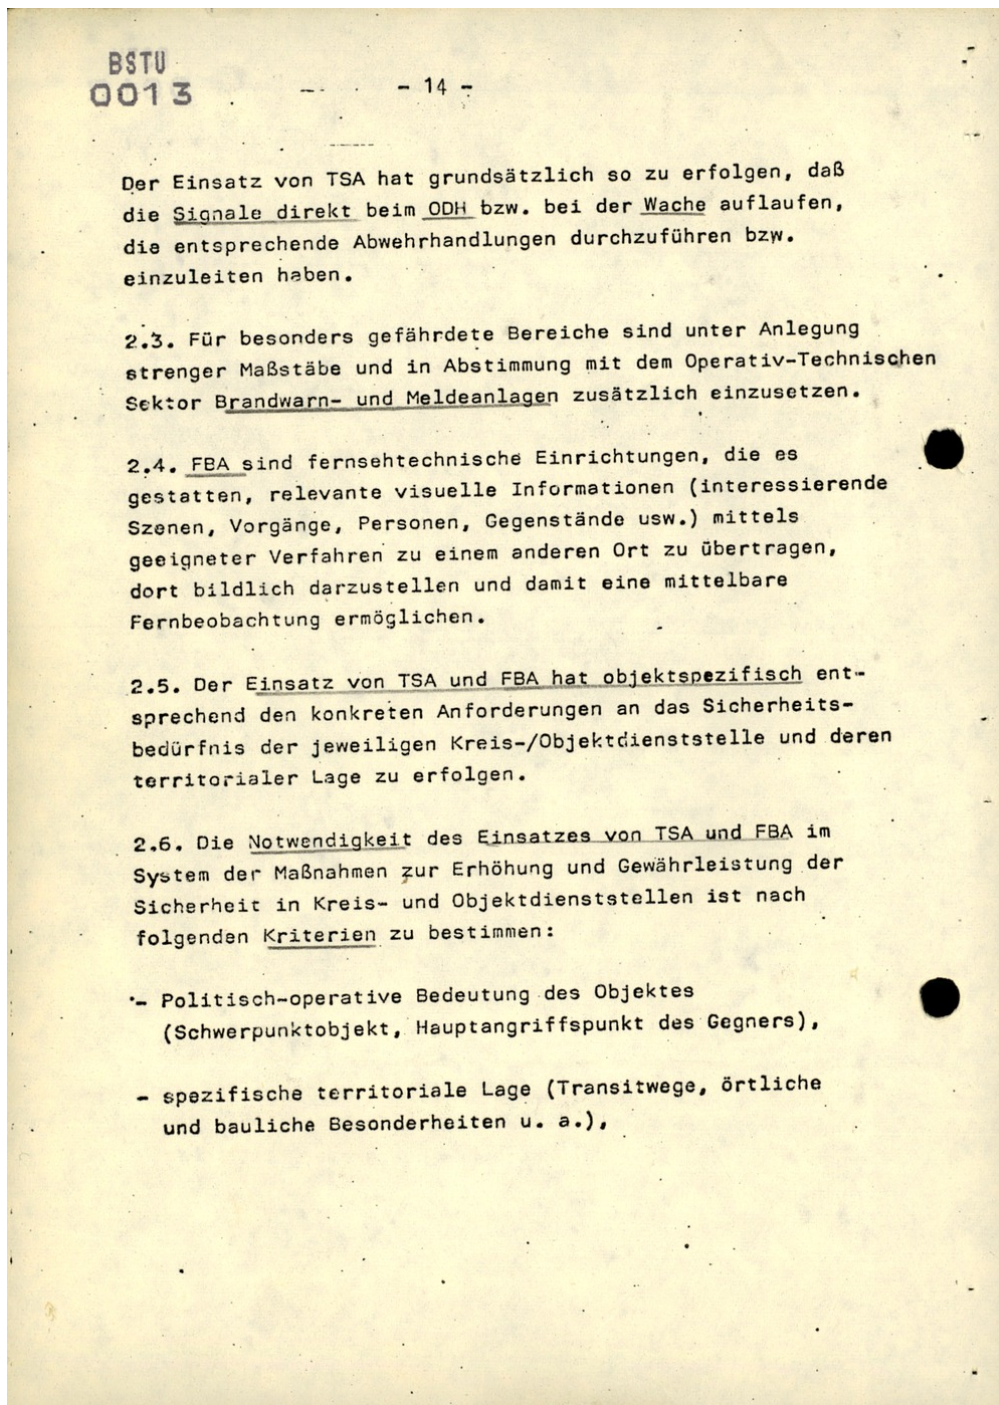 BSTU
0013
- 14 -
Der Einsatz von TSA hat grundsätzlich so zu erfolgen, daß
die Signale direkt beim ODH bzw. bei der Wache auflaufen,
die entsprechende Abwehrhandlungen durchzuführen bzw.
einzuleiten haben.
2.3. Für besonders gefährdete Bereiche sind unter Anlegung
strenger Maßstäbe und in Abstimmung mit dem Operativ-Technischen
Sektor Brandwarn- und Meldeanlagen zusätzlich einzusetzen.
2.4. FBA sind fernsehtechnische Einrichtungen, die es
gestatten, relevante visuelle Informationen (interessierende
Szenen, Vorgänge, Personen, Gegenstände usw.) mittels
geeigneter Verfahren zu einem anderen Ort zu übertragen,
dort bildlich darzustellen und damit eine mittelbare
Fernbeobachtung ermöglichen.
2.5. Der Einsatz von TSA und FBA hat objektspezifisch ent-
sprechend den konkreten Anforderungen an das Sicherheits-
bedürfnis der jeweiligen Kreis-/Objektdienststelle und deren
territorialer Lage zu erfolgen.
2.6. Die Notwendigkeit des Einsatzes von TSA und FBA im
System der Maßnahmen zur Erhöhung und Gewährleistung der
Sicherheit in Kreis- und Objektdienststellen ist nach
folgenden Kriterien zu bestimmen:
- Politisch-operative Bedeutung des Objektes
(Schwerpunktobjekt, Hauptangriffspunkt des Gegners),
- spezifische territoriale Lage (Transitwege, örtliche
und bauliche Besonderheiten u. a.),